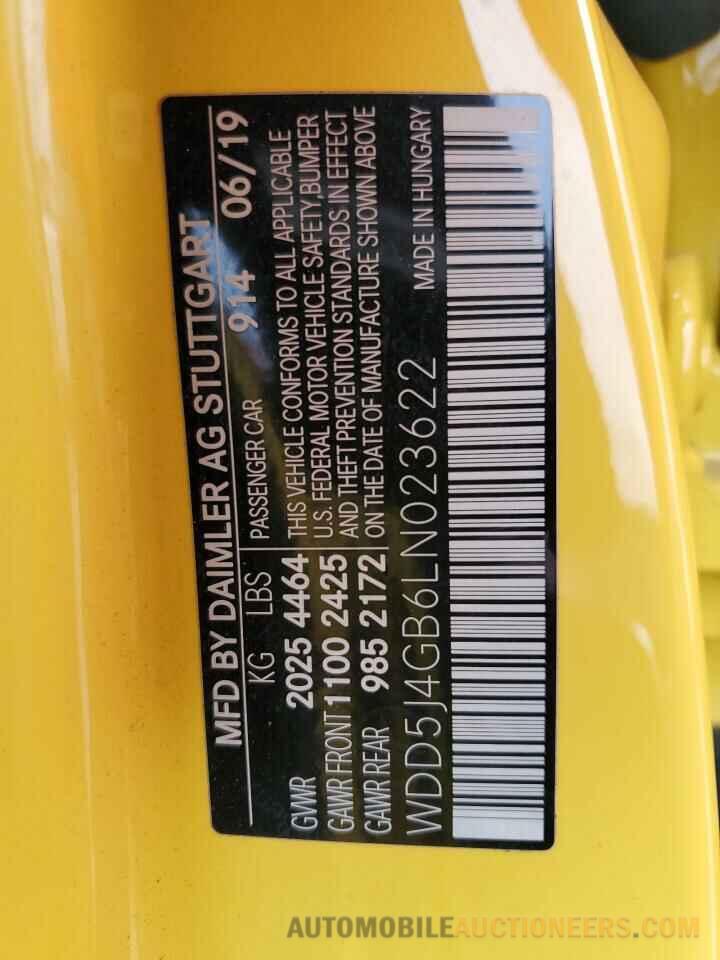 MFD BY DAIMLER AG STUTTGART
KG LBS PASSENGER CAR 914 06/19
GVWR 2025 4464 THIS VEHICLE CONFORMS TO ALL APPLICABLE
GAWR FRONT 1100 2425 U.S. FEDERAL MOTOR VEHICLE SAFETY, BUMPER
AND THEFT PREVENTION STANDARDS IN EFFECT
GAWR REAR 985 2172 ON THE DATE OF MANUFACTURE SHOWN ABOVE
WDD5J4GB6LN023622 MADE IN HUNGARY
AUTOMOBILEAUCTIONEERS.COM